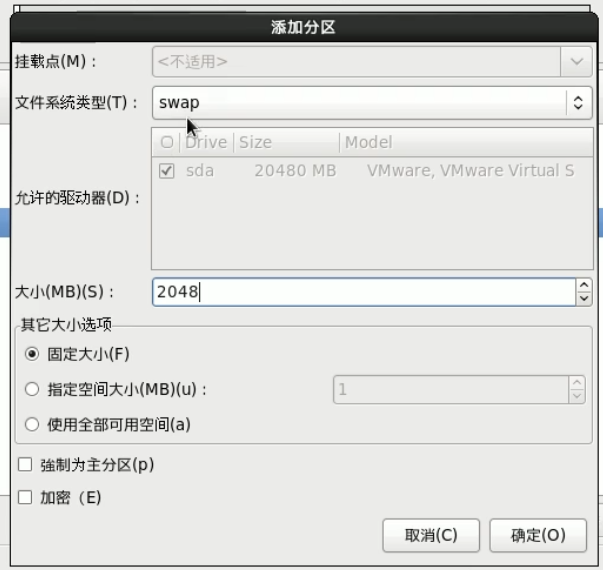 添加分区
挂载点(M)：
<不适用>
文件系统类型(T)：
swap
Drive Size Model
sda 20480 MB VMware, VMware Virtual S
允许的驱动器(D)：
大小(MB)(S)：
2048
其它大小选项
固定大小(F)
指定空间大小(MB)(u)：
1
使用全部可用空间(a)
強制为主分区(p)
加密（E)
取消(C) 确定(O)